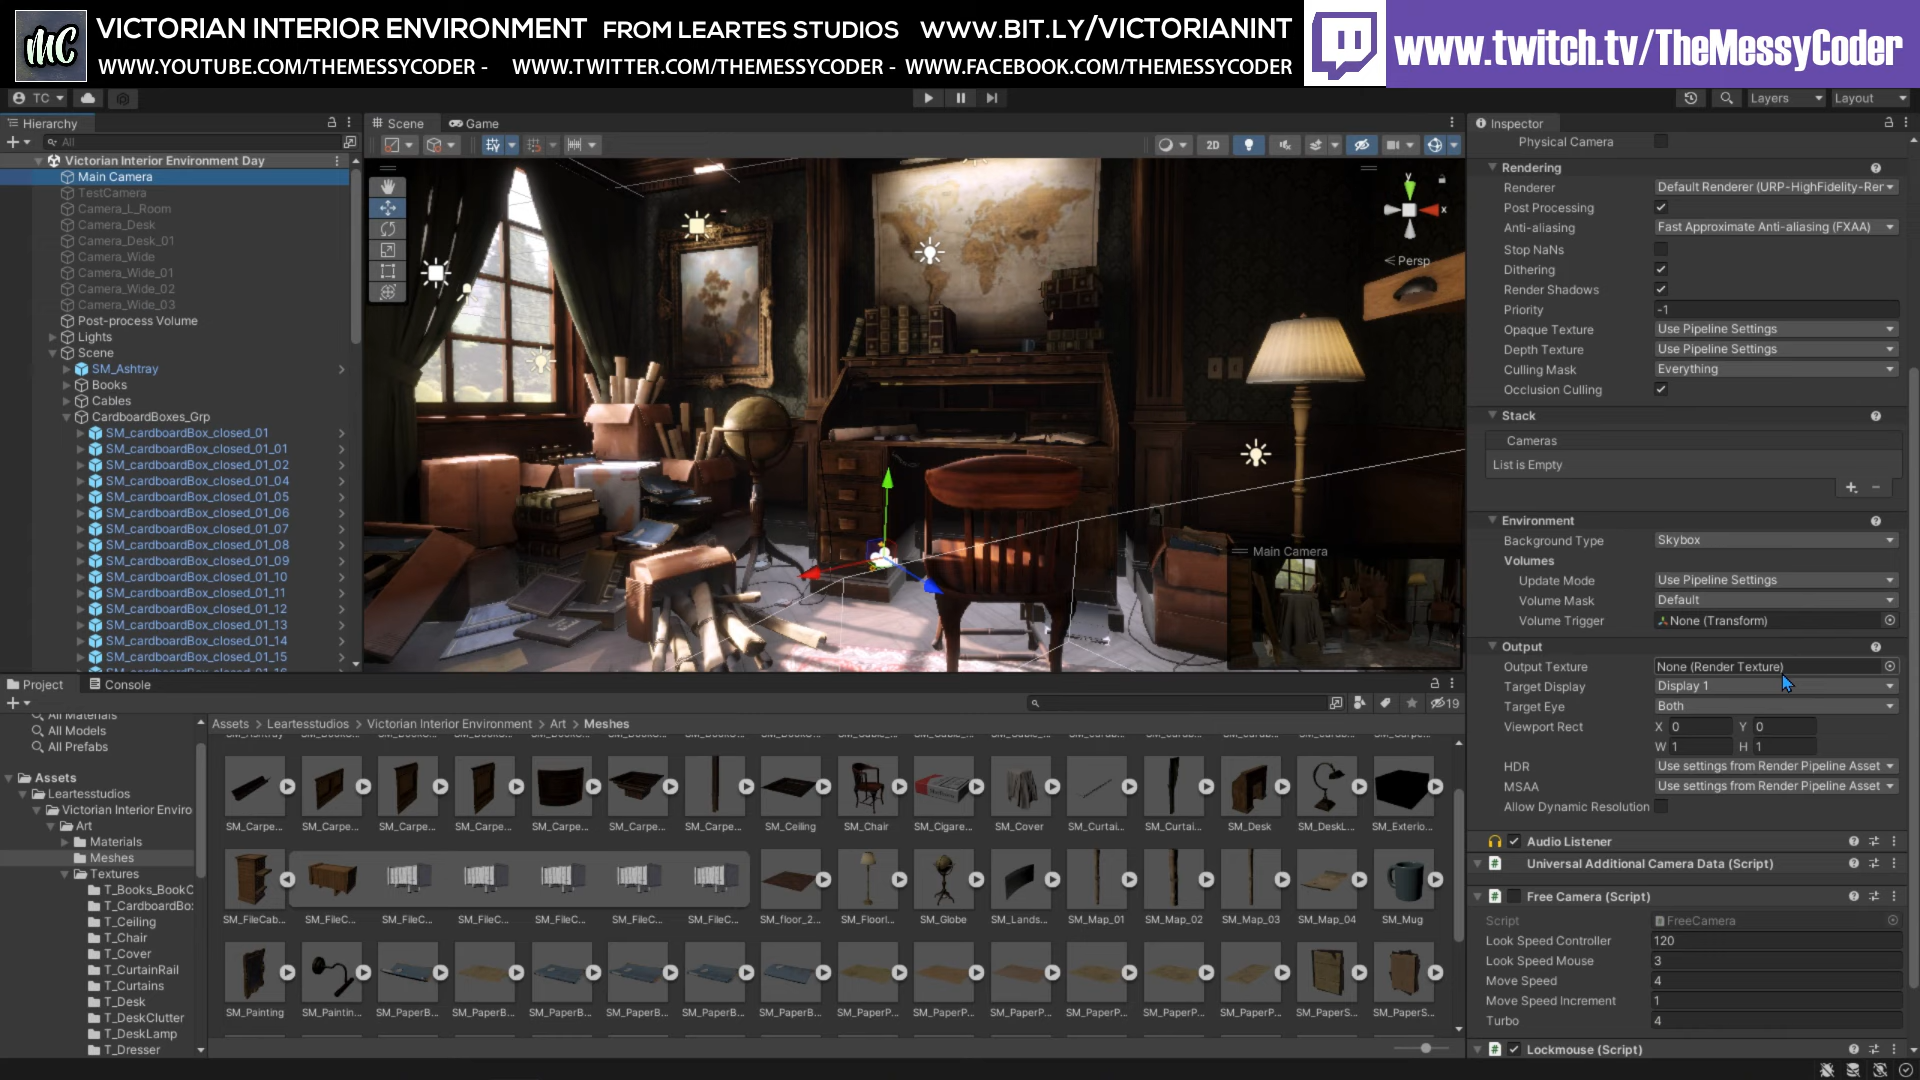 MC VICTORIAN INTERIOR ENVIRONMENT FROM LEARTES STUDIOS WWW.BIT.LY/VICTORIANINT
WWW.YOUTUBE.COM/THEMESSYCODER - WWW.TWITTER.COM/THEMESSYCODER - WWW.FACEBOOK.COM/THEMESSYCODER
www.twitch.tv/TheMessyCoder
TC
Layers
Layout
Hierarchy
All
Victorian Interior Environment Day
Main Camera
TestCamera
Camera_L_Room
Camera_Desk
Camera_Desk_01
Camera_Wide
Camera_Wide_01
Camera_Wide_02
Camera_Wide_03
Post-process Volume
Lights
Scene
SM_Ashtray
Books
Cables
CardboardBoxes_Grp
SM_cardboardBox_closed_01
SM_cardboardBox_closed_01_01
SM_cardboardBox_closed_01_02
SM_cardboardBox_closed_01_04
SM_cardboardBox_closed_01_05
SM_cardboardBox_closed_01_06
SM_cardboardBox_closed_01_07
SM_cardboardBox_closed_01_08
SM_cardboardBox_closed_01_09
SM_cardboardBox_closed_01_10
SM_cardboardBox_closed_01_11
SM_cardboardBox_closed_01_12
SM_cardboardBox_closed_01_13
SM_cardboardBox_closed_01_14
SM_cardboardBox_closed_01_15
Scene
Game
2D
y
x
Persp
Main Camera
Inspector
Physical Camera
Rendering
Renderer Default Renderer (URP-HighFidelity-Rer
Post Processing
Anti-aliasing Fast Approximate Anti-aliasing (FXAA)
Stop NaNs
Dithering
Render Shadows
Priority -1
Opaque Texture Use Pipeline Settings
Depth Texture Use Pipeline Settings
Culling Mask Everything
Occlusion Culling
Stack
Cameras
List is Empty
Environment
Background Type Skybox
Volumes
Update Mode Use Pipeline Settings
Volume Mask Default
Volume Trigger None (Transform)
Output
Output Texture None (Render Texture)
Target Display Display 1
Target Eye Both
Viewport Rect X 0 Y 0
W 1 H 1
HDR Use settings from Render Pipeline Asset
MSAA Use settings from Render Pipeline Asset
Allow Dynamic Resolution
Audio Listener
Universal Additional Camera Data (Script)
Free Camera (Script)
Script FreeCamera
Look Speed Controller 120
Look Speed Mouse 3
Move Speed 4
Move Speed Increment 1
Turbo 4
Lockmouse (Script)
Project
Console
19
All Materials
All Models
All Prefabs
Assets
Leartesstudios
Victorian Interior Enviro
Art
Materials
Meshes
Textures
T_Books_BookC
T_CardboardBo
T_Ceiling
T_Chair
T_Cover
T_CurtainRail
T_Curtains
T_Desk
T_DeskClutter
T_DeskLamp
T_Dresser
Assets > Leartesstudios > Victorian Interior Environment > Art > Meshes
SM_Carpe... SM_Carpe... SM_Carpe... SM_Carpe... SM_Carpe... SM_Carpe... SM_Carpe... SM_Ceiling SM_Chair SM_Cigare... SM_Cover SM_Curtai... SM_Curtai... SM_Desk SM_DeskL... SM_Exterio...
SM_FileCab... SM_FileC... SM_FileC... SM_FileC... SM_FileC... SM_FileC... SM_FileC... SM_floor_2... SM_Floorl... SM_Globe SM_Lands... SM_Map_01 SM_Map_02 SM_Map_03 SM_Map_04 SM_Mug
SM_Painting SM_Paintin... SM_PaperB... SM_PaperB... SM_PaperB... SM_PaperB... SM_PaperB... SM_PaperB... SM_PaperP... SM_PaperP... SM_PaperP... SM_PaperP... SM_PaperP... SM_PaperP... SM_PaperS... SM_PaperS...